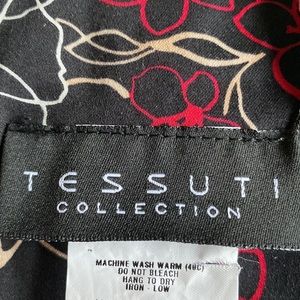 TESSUTI
COLLECTION
MACHINE WASH WARM (40C)
DO NOT BLEACH
HANG TO DRY
IRON - LOW